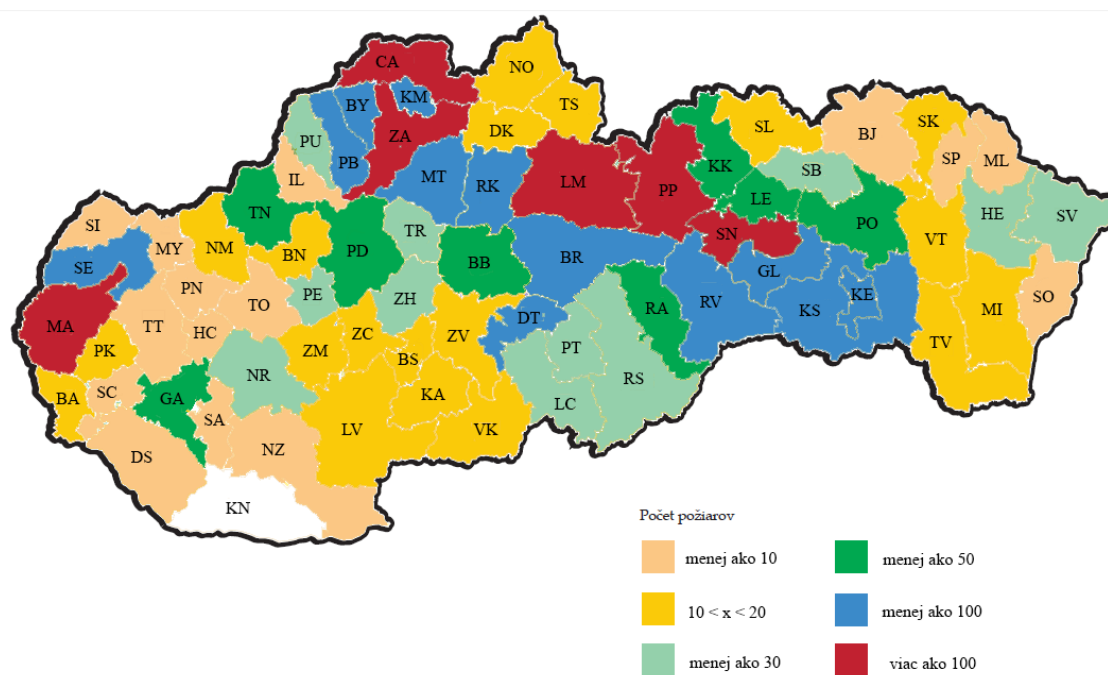 CA
NO
KM
BY
TS
ZA
DK
SL
BJ
SK
PU
PB
SP
ML
IL
KK
SB
MT
RK
LM
PP
LE
HE
SV
TN
PO
SI
MY
NM
BN
PD
TR
SN
VT
SE
BB
BR
GL
PN
PE
ZH
RV
KE
SO
TO
RA
KS
MI
MA
TT
HC
ZC
ZV
DT
PK
ZM
BS
PT
TV
NR
RS
BA
SC
GA
KA
LC
SA
LV
VK
DS
NZ
KN
Počet požiarov
menej ako 10
menej ako 50
10 < x < 20
menej ako 100
menej ako 30
viac ako 100